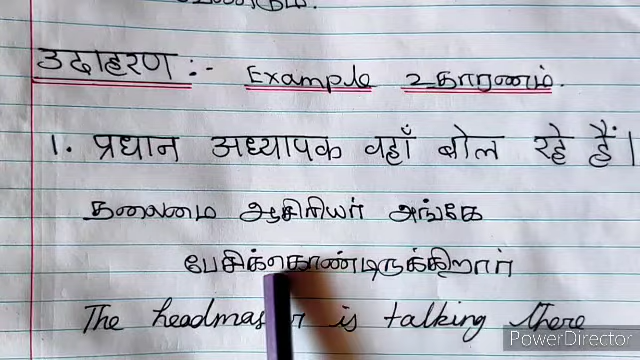 உदाहरण :- Example உதாரணம்.
1. प्रधान अध्यापक वहाँ बोल रहे हैं।
தலைமை ஆசிரியர் அங்கே
பேசிக்கொண்டிருக்கிறார்
The is talking there
PowerDirector